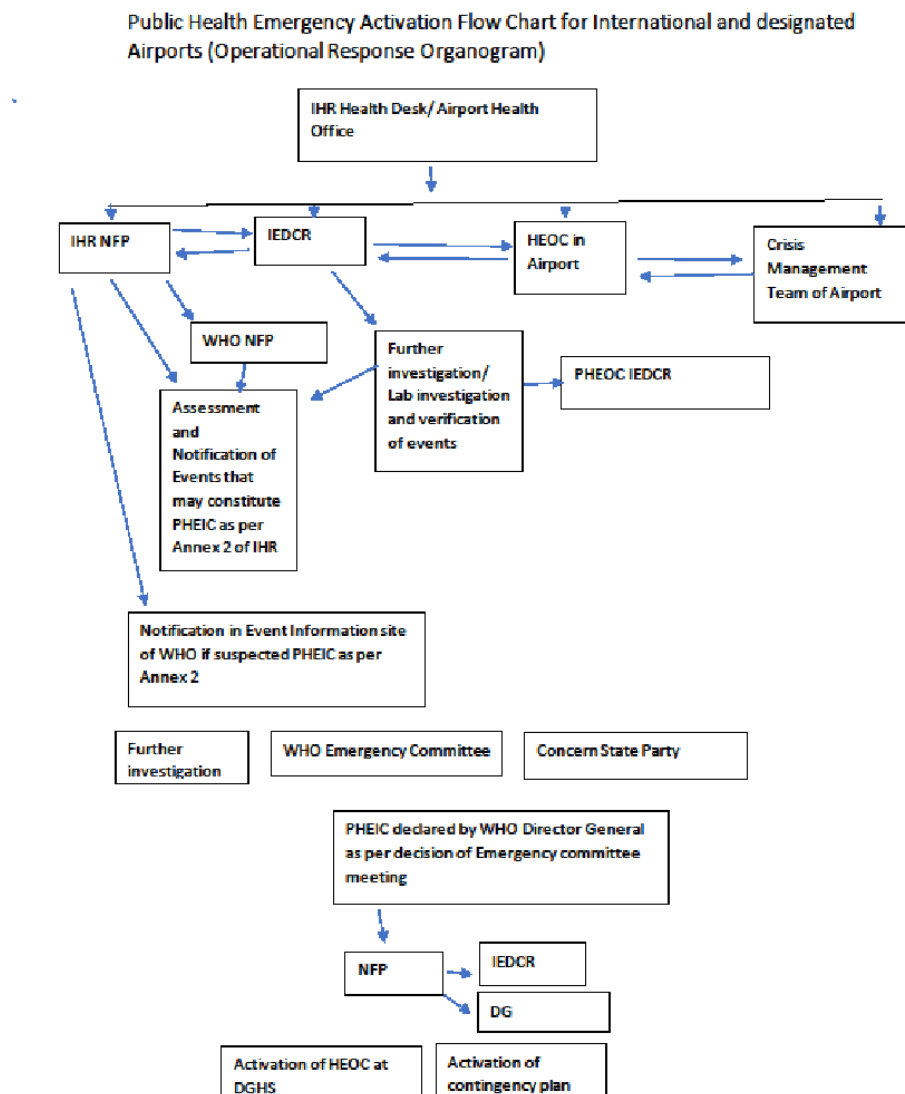 Public Health Emergency Activation Flow Chart for International and designated
Airports (Operational Response Organogram)
IHR Health Desk/ Airport Health
Office
IHR NFP
IEDCR
HEOC in
Airport
Crisis
Management
Team of Airport
WHO NFP
Further
investigation/
Lab investigation
and verification
of events
PHEOC IEDCR
Assessment
and
Notification of
Events that
may constitute
PHEIC as per
Annex 2 of IHR
Notification in Event Information site
of WHO if suspected PHEIC as per
Annex 2
Further
investigation
WHO Emergency Committee
Concern State Party
PHEIC declared by WHO Director General
as per decision of Emergency committee
meeting
NFP
IEDCR
DG
Activation of HEOC at
DGHS
Activation of
contingency plan